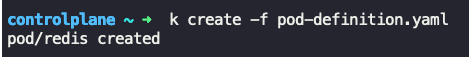 controlplane ~ ➜  k create -f pod-definition.yaml
pod/redis created